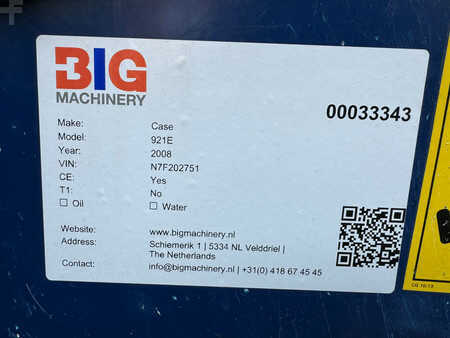 BIG
MACHINERY
00033343
Make: Case
Model: 921E
Year: 2008
VIN: N7F202751
CE: Yes
T1: No
☐ Oil ☐ Water
Website: www.bigmachinery.nl
Address: Schiemerik 1 | 5334 NL Velddriel |
The Netherlands
Contact: info@bigmachinery.nl | +31(0) 418 67 45 45